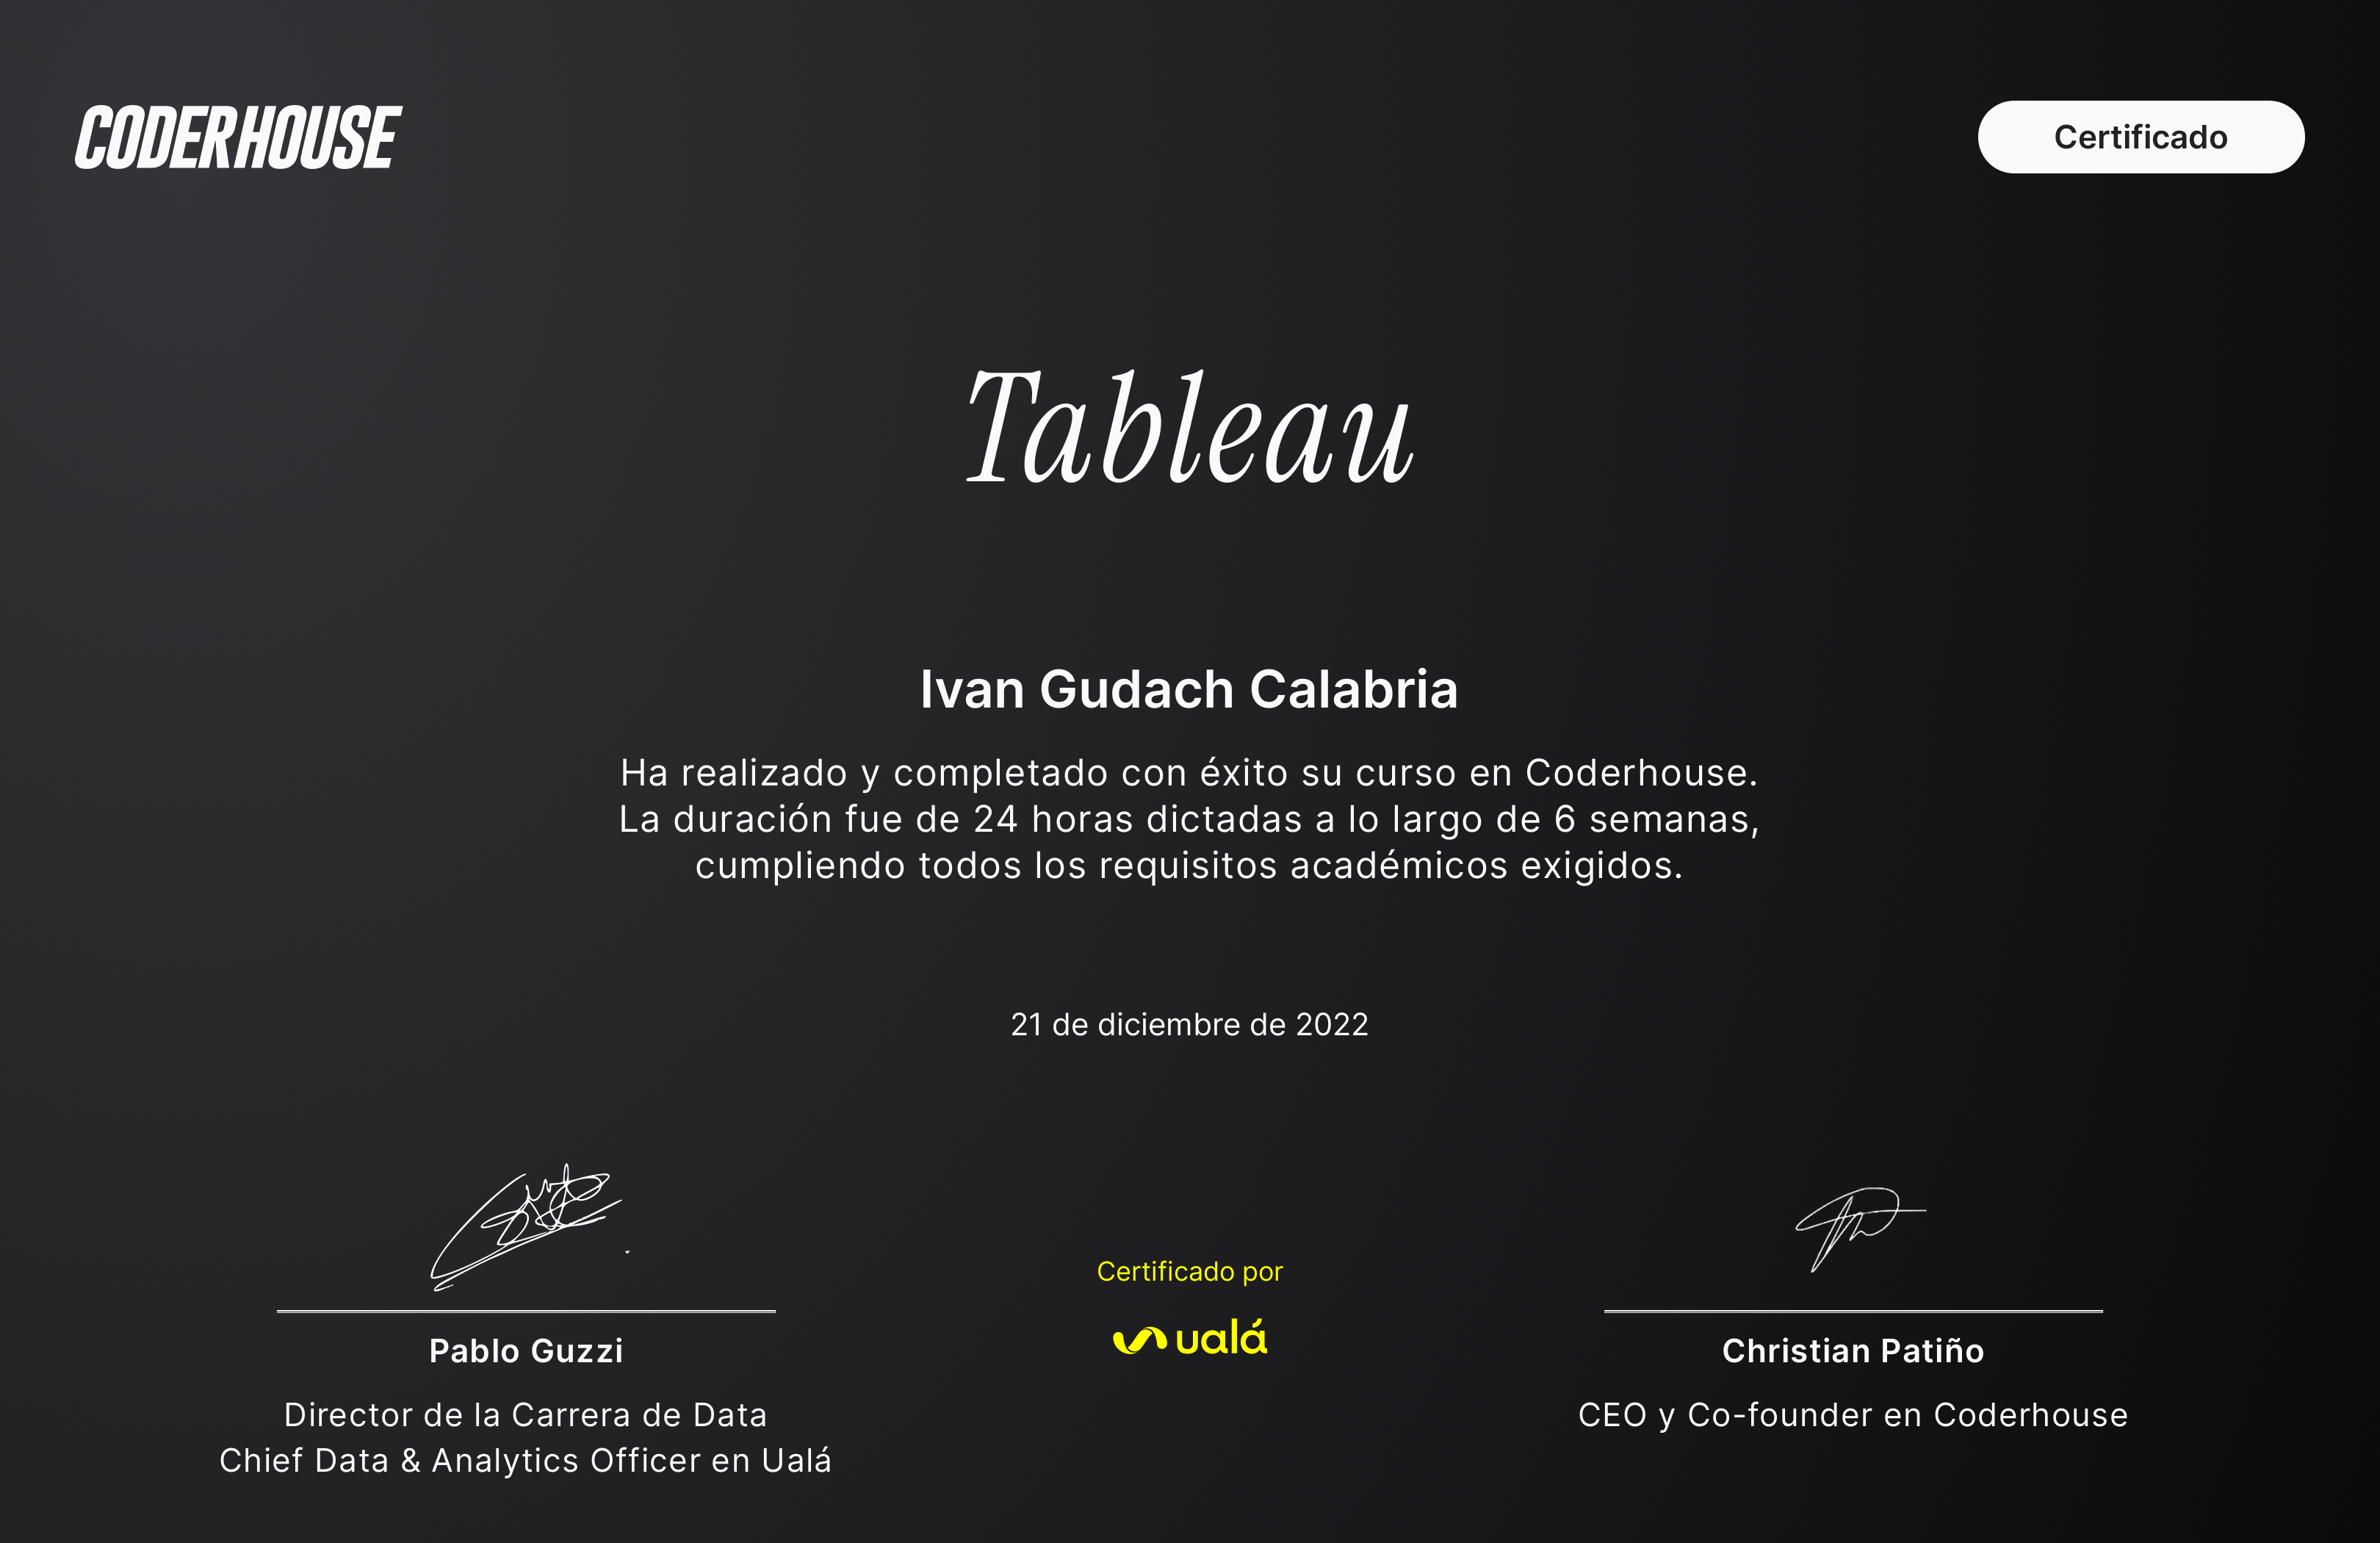 CODERHOUSE
Certificado
Tableau
Ivan Gudach Calabria
Ha realizado y completado con éxito su curso en Coderhouse.
La duración fue de 24 horas dictadas a lo largo de 6 semanas,
cumpliendo todos los requisitos académicos exigidos.
21 de diciembre de 2022
Pablo Guzzi
Director de la Carrera de Data
Chief Data & Analytics Officer en Ualá
Certificado por
ualá
Christian Patiño
CEO y Co-founder en Coderhouse